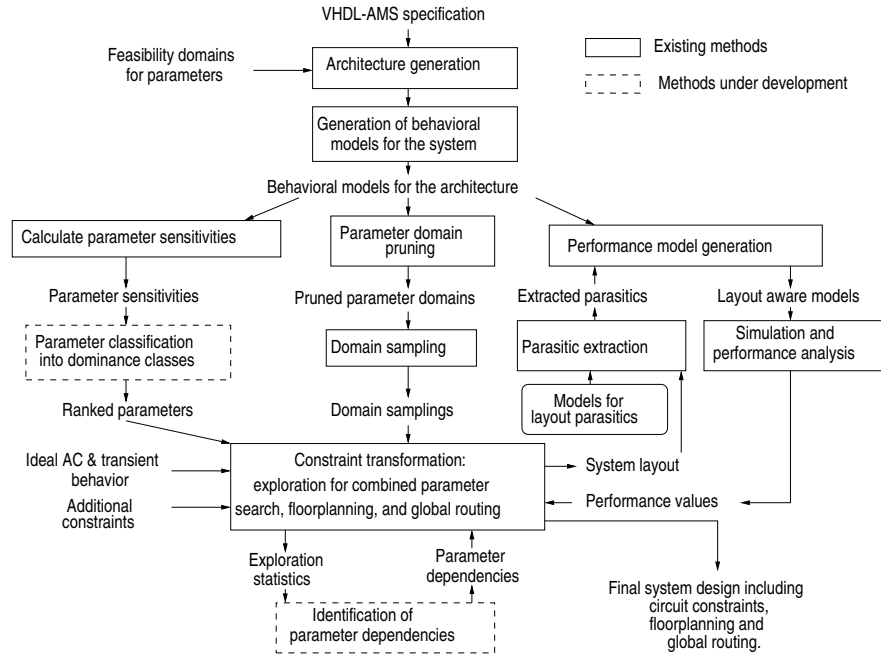 VHDL-AMS specification
Feasibility domains
for parameters
Architecture generation
Existing methods
Methods under development
Generation of behavioral
models for the system
Behavioral models for the architecture
Calculate parameter sensitivities
Parameter domain
pruning
Performance model generation
Parameter sensitivities
Pruned parameter domains
Extracted parasitics
Layout aware models
Parameter classification
into dominance classes
Domain sampling
Parasitic extraction
Simulation and
performance analysis
Ranked parameters
Domain samplings
Models for
layout parasitics
Ideal AC & transient
behavior
Additional
constraints
Constraint transformation:
exploration for combined parameter
search, floorplanning, and global routing
System layout
Performance values
Exploration
statistics
Parameter
dependencies
Identification of
parameter dependencies
Final system design including
circuit constraints,
floorplanning and
global routing.